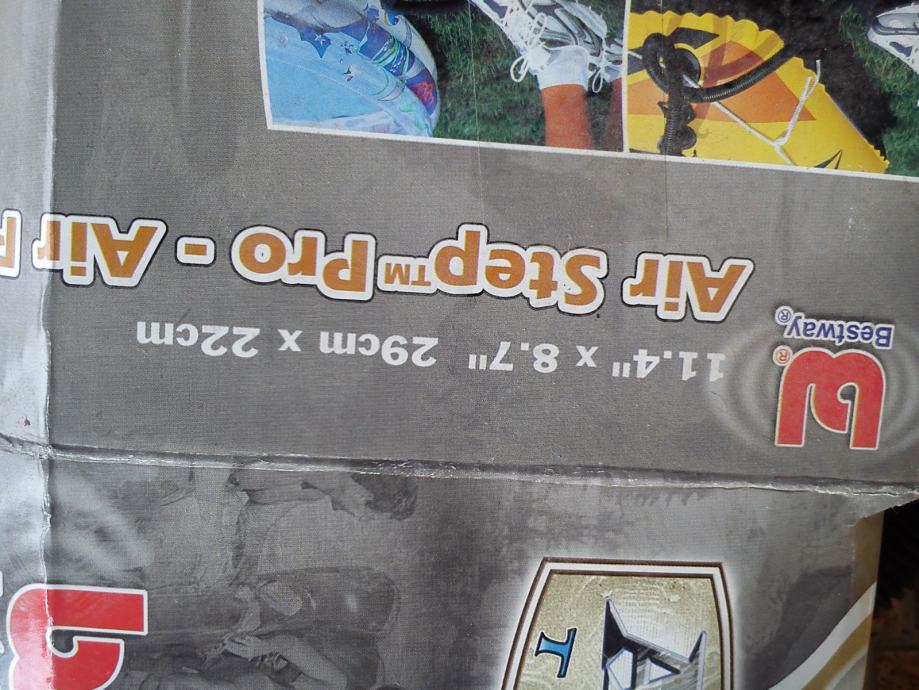 Bestway®
11.4" x 8.7" 29cm x 22cm
Air Step™ Pro - Air